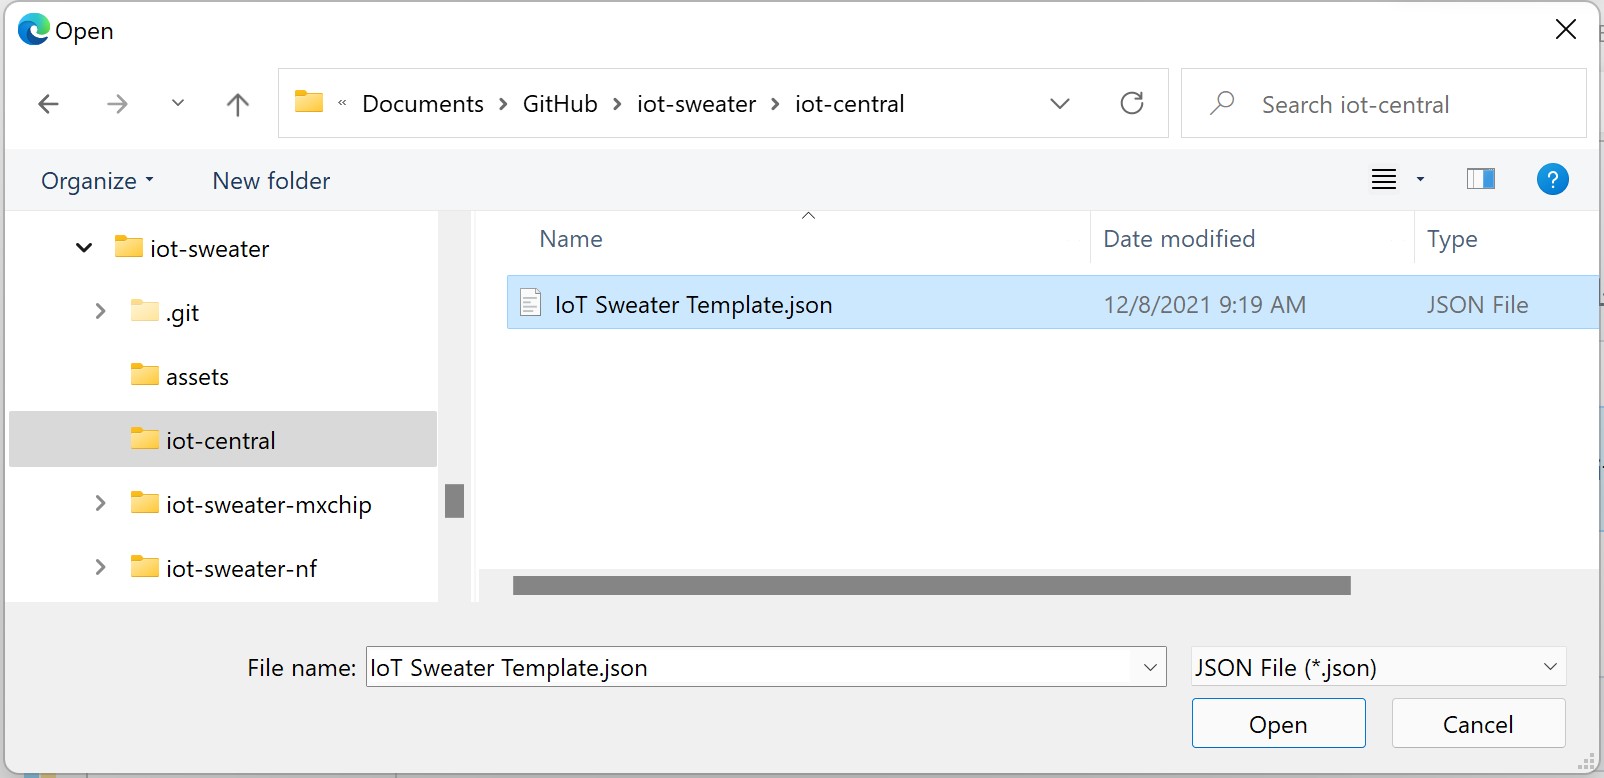 Open
« Documents > GitHub > iot-sweater > iot-central
Search iot-central
Organize
New folder
?
iot-sweater
.git
assets
iot-central
iot-sweater-mxchip
iot-sweater-nf
Name Date modified Type
IoT Sweater Template.json 12/8/2021 9:19 AM JSON File
File name: IoT Sweater Template.json JSON File (*.json)
Open Cancel